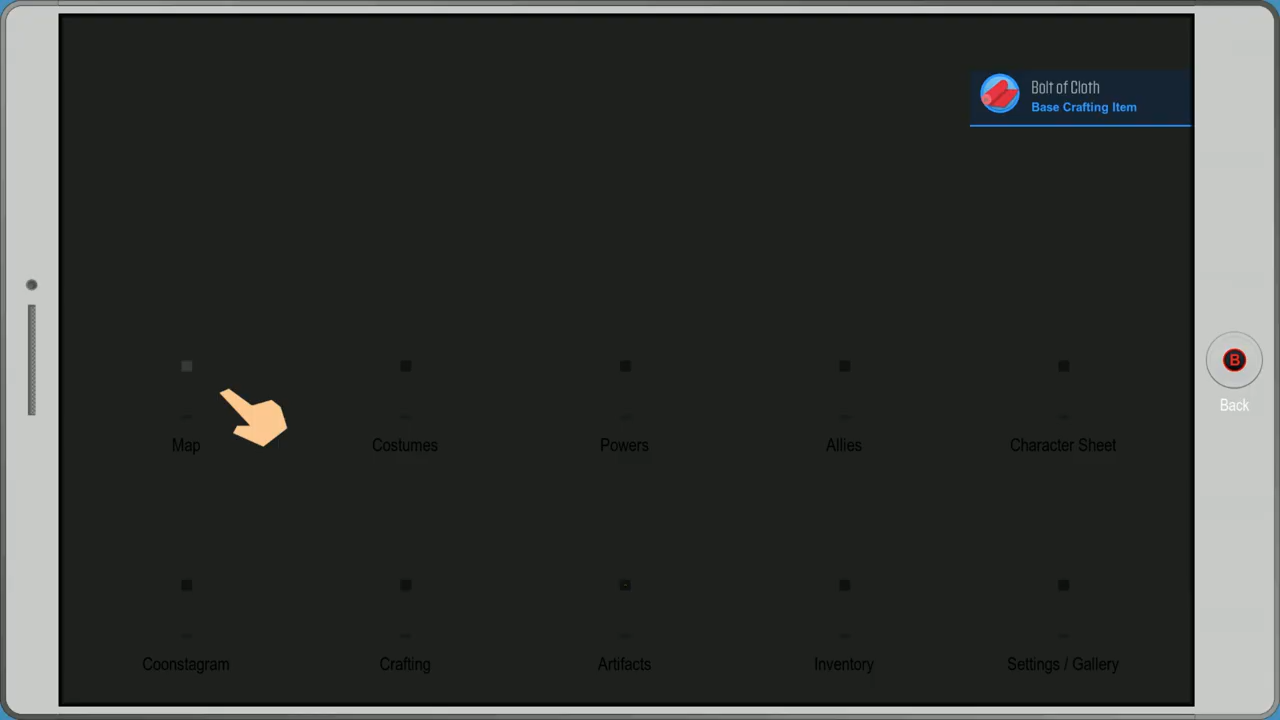 Bolt of Cloth
Base Crafting Item
B
Back
Map
Costumes
Powers
Allies
Character Sheet
Coonstagram
Crafting
Artifacts
Inventory
Settings / Gallery